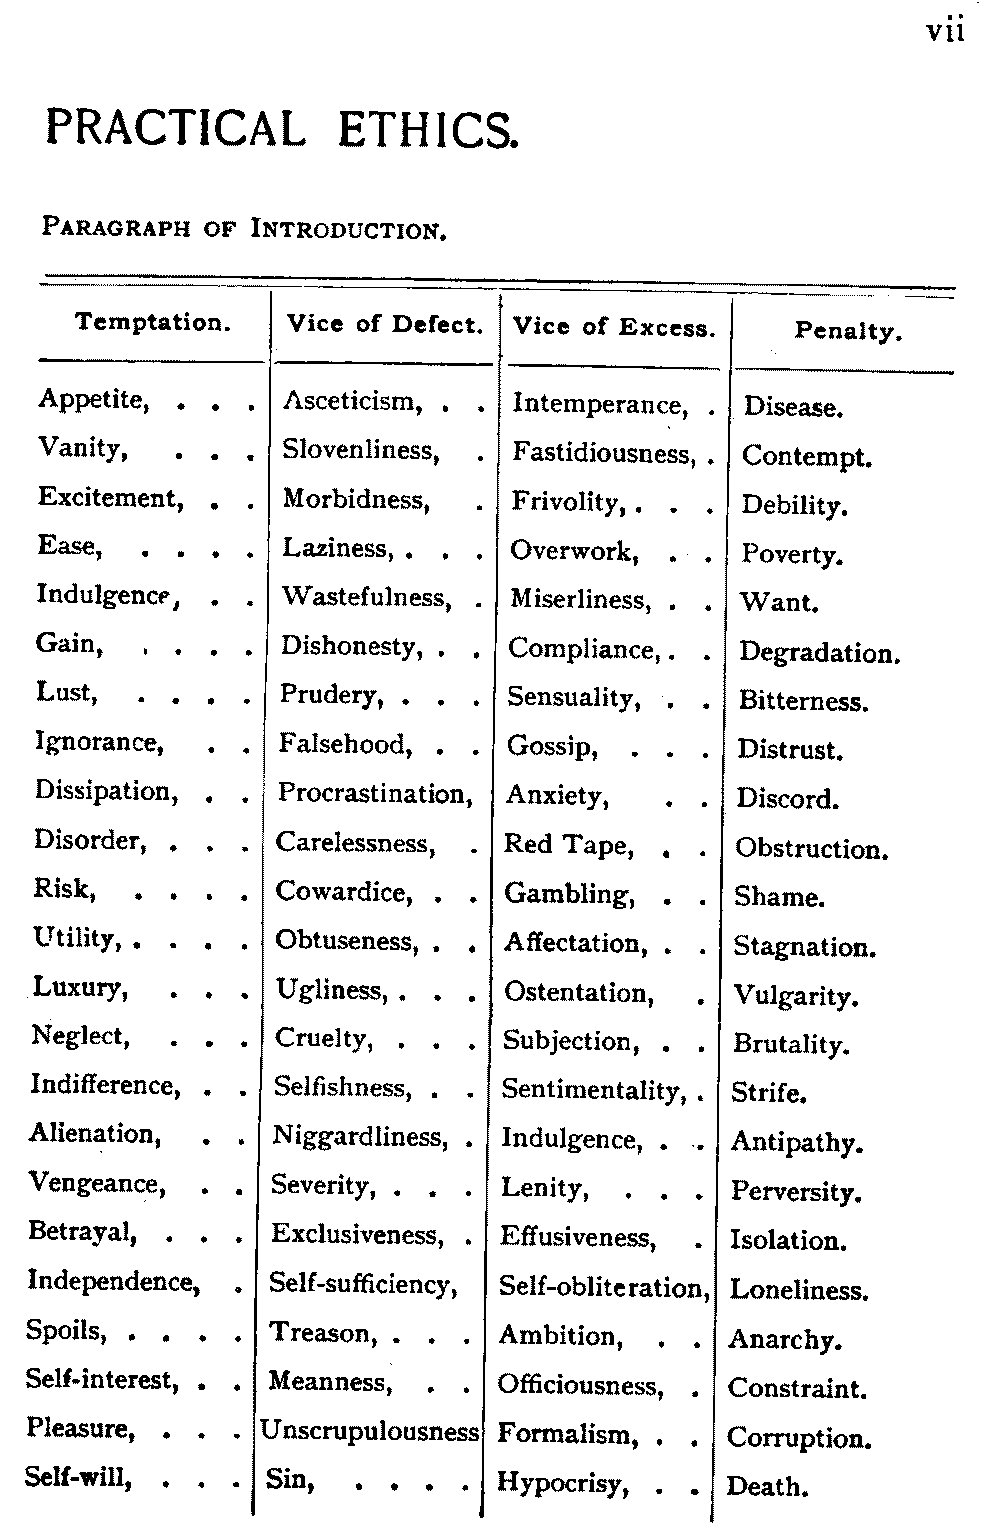 vii
PRACTICAL ETHICS.
PARAGRAPH OF INTRODUCTION.
Temptation. Vice of Defect. Vice of Excess. Penalty.
Appetite, . . . Asceticism, . . Intemperance, . Disease.
Vanity, . . . Slovenliness, . Fastidiousness, . Contempt.
Excitement, . . Morbidness, . Frivolity, . . . Debility.
Ease, . . . . Laziness, . . . Overwork, . . Poverty.
Indulgence, . . Wastefulness, . Miserliness, . . Want.
Gain, . . . . Dishonesty, . . Compliance, . . Degradation.
Lust, . . . . Prudery, . . . Sensuality, . . Bitterness.
Ignorance, . . Falsehood, . . Gossip, . . . Distrust.
Dissipation, . . Procrastination, Anxiety, . . Discord.
Disorder, . . . Carelessness, . Red Tape, . . Obstruction.
Risk, . . . . Cowardice, . . Gambling, . . Shame.
Utility, . . . . Obtuseness, . . Affectation, . . Stagnation.
Luxury, . . . Ugliness, . . . Ostentation, . Vulgarity.
Neglect, . . . Cruelty, . . . Subjection, . . Brutality.
Indifference, . . Selfishness, . . Sentimentality, . Strife.
Alienation, . . Niggardliness, . Indulgence, . . Antipathy.
Vengeance, . . Severity, . . . Lenity, . . . Perversity.
Betrayal, . . . Exclusiveness, . Effusiveness, . Isolation.
Independence, . Self-sufficiency, Self-obliteration, Loneliness.
Spoils, . . . . Treason, . . . Ambition, . . Anarchy.
Self-interest, . . Meanness, . . Officiousness, . Constraint.
Pleasure, . . . Unscrupulousness Formalism, . . Corruption.
Self-will, . . . Sin, . . . . Hypocrisy, . . Death.